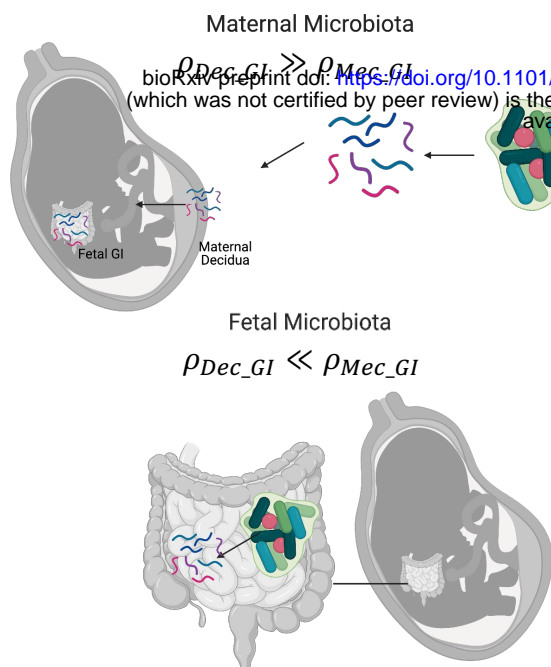 Maternal Microbiota
ρDec_GI ≫ ρMec_GI
bioRxiv preprint doi: https://doi.org/10.1101/
(which was not certified by peer review) is the
ava
Fetal GI
Maternal
Decidua
Fetal Microbiota
ρDec_GI ≪ ρMec_GI